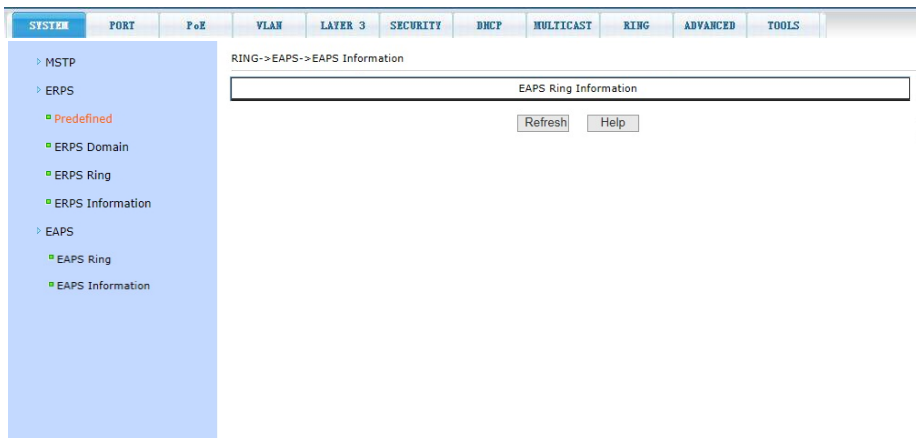 SYSTEM PORT PoE VLAN LAYER 3 SECURITY DHCP MULTICAST RING ADVANCED TOOLS
MSTP
ERPS
Predefined
ERPS Domain
ERPS Ring
ERPS Information
EAPS
EAPS Ring
EAPS Information
RING->EAPS->EAPS Information
EAPS Ring Information
Refresh Help